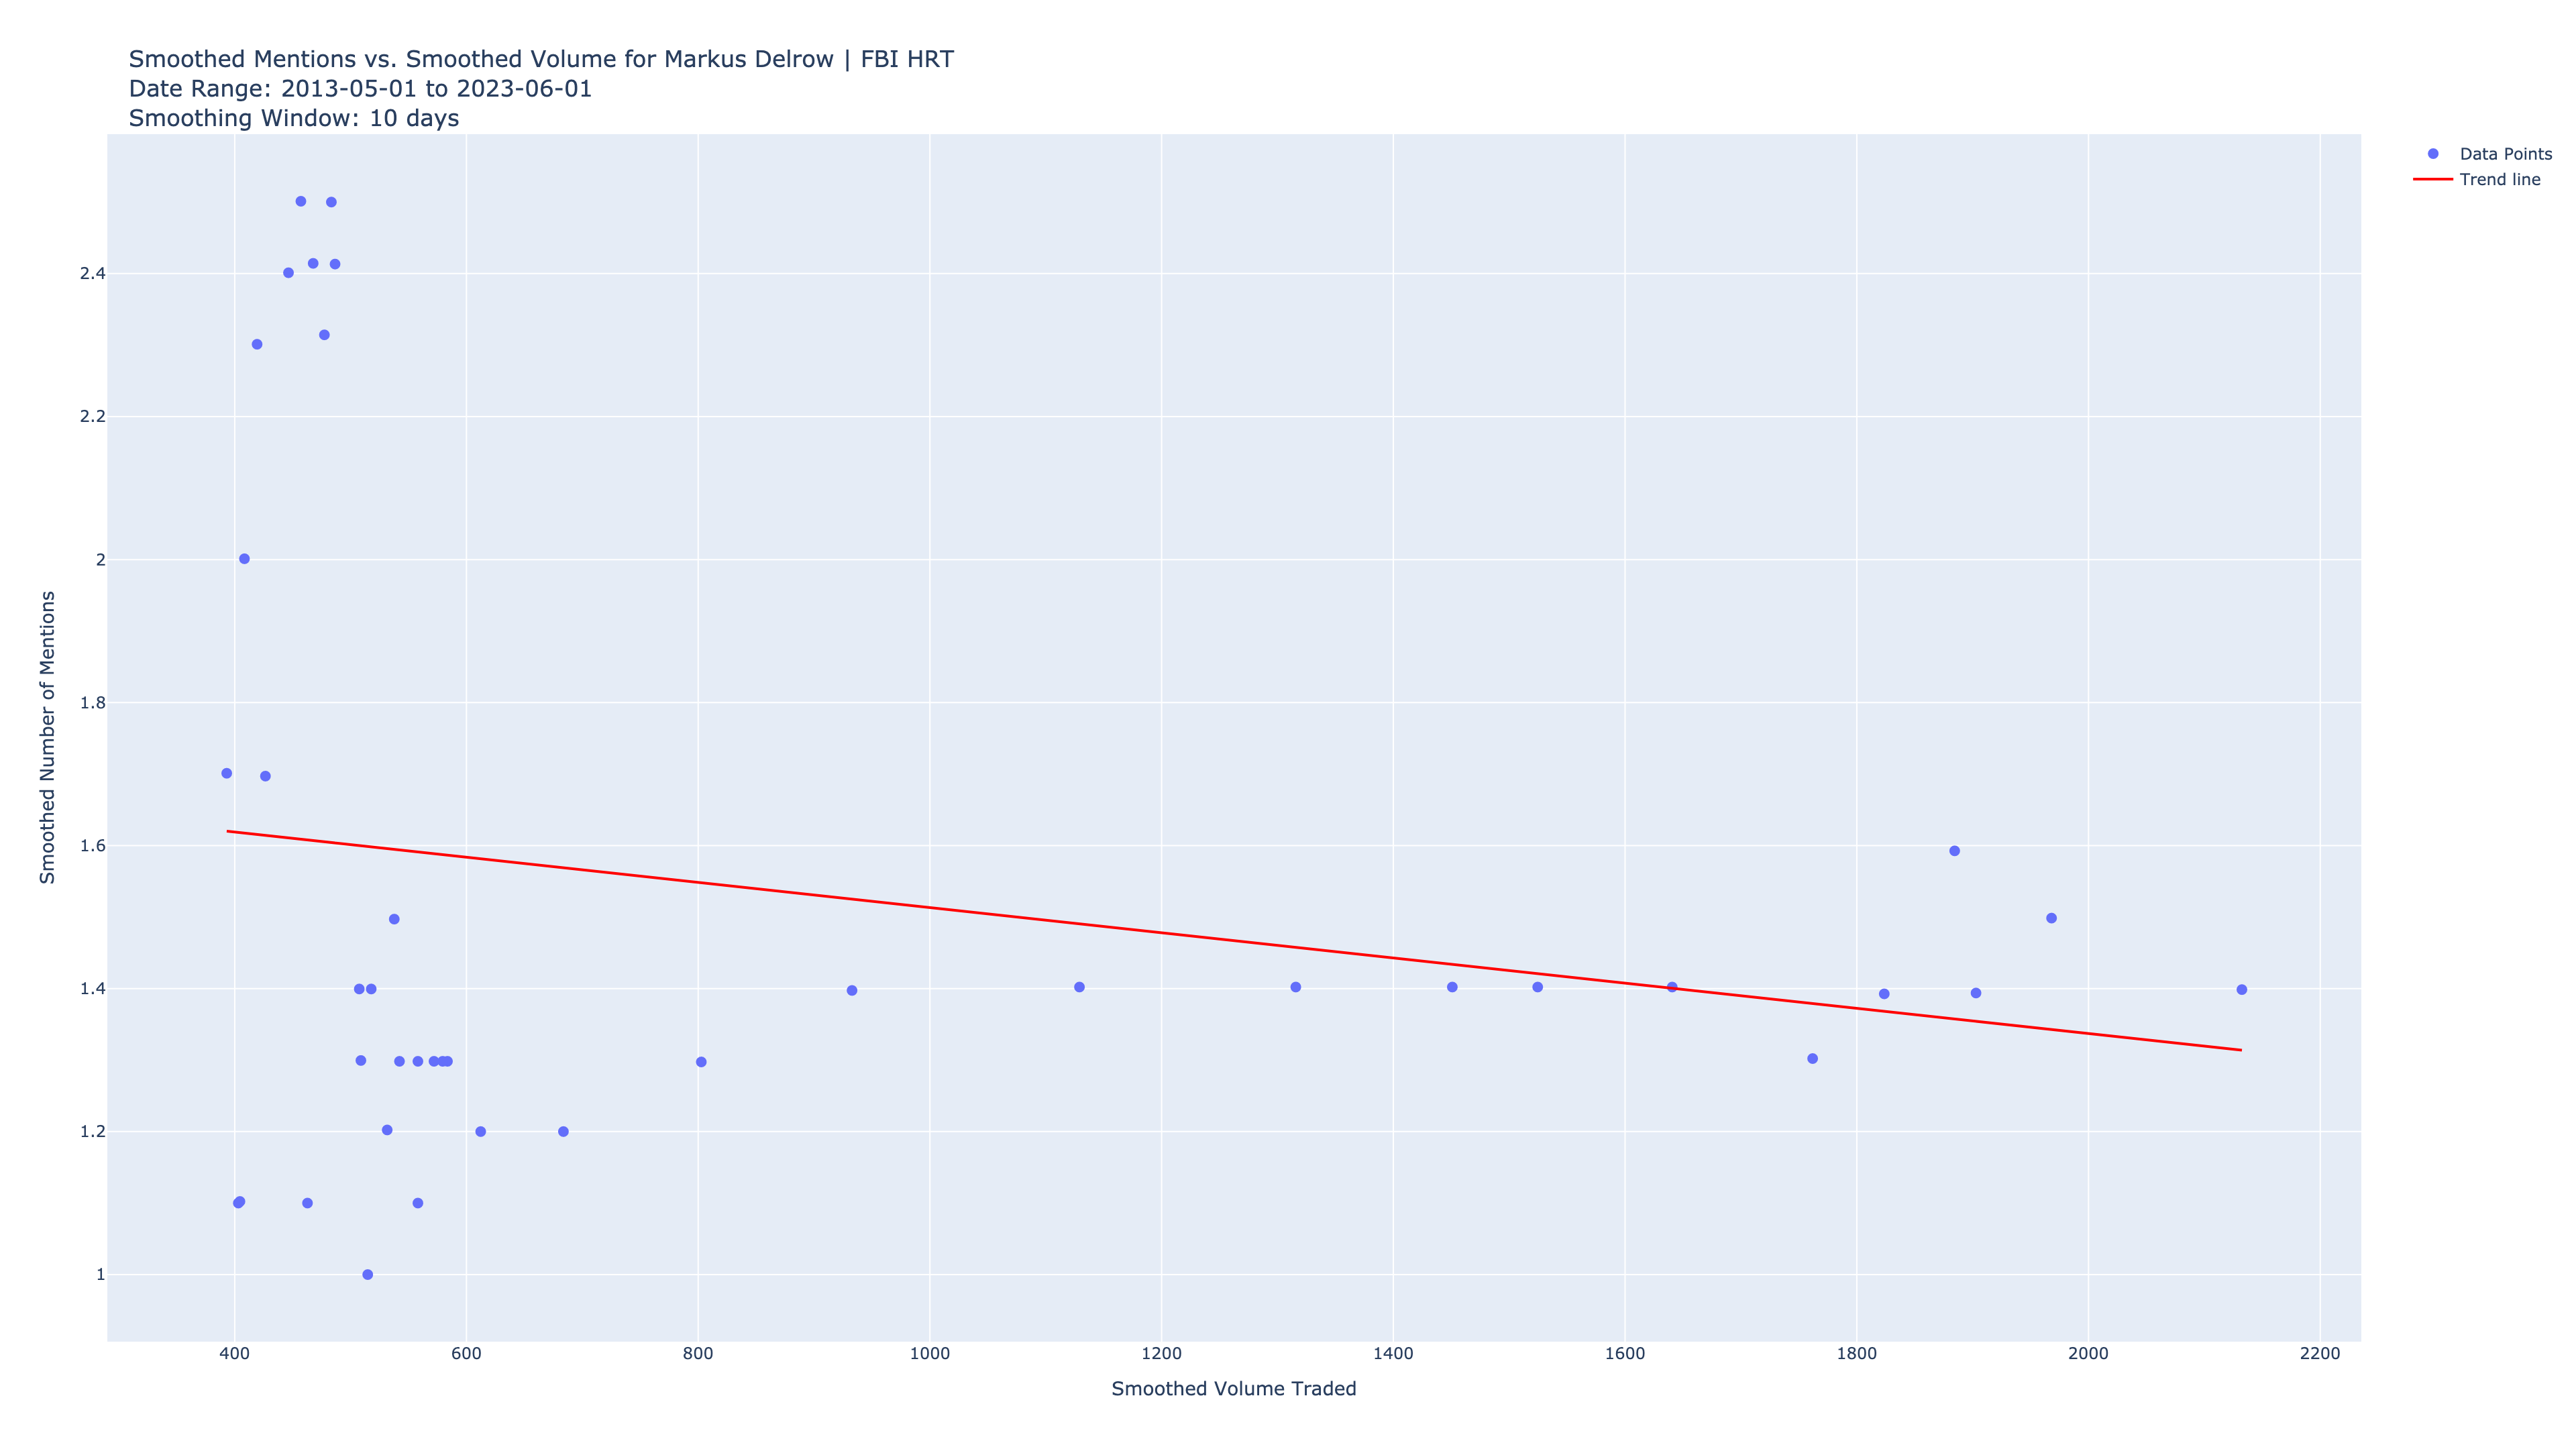 Smoothed Mentions vs. Smoothed Volume for Markus Delrow | FBI HRT
Date Range: 2013-05-01 to 2023-06-01
Smoothing Window: 10 days
Data Points
Trend line
Smoothed Number of Mentions
2.4
2.2
2
1.8
1.6
1.4
1.2
1
400 600 800 1000 1200 1400 1600 1800 2000 2200
Smoothed Volume Traded